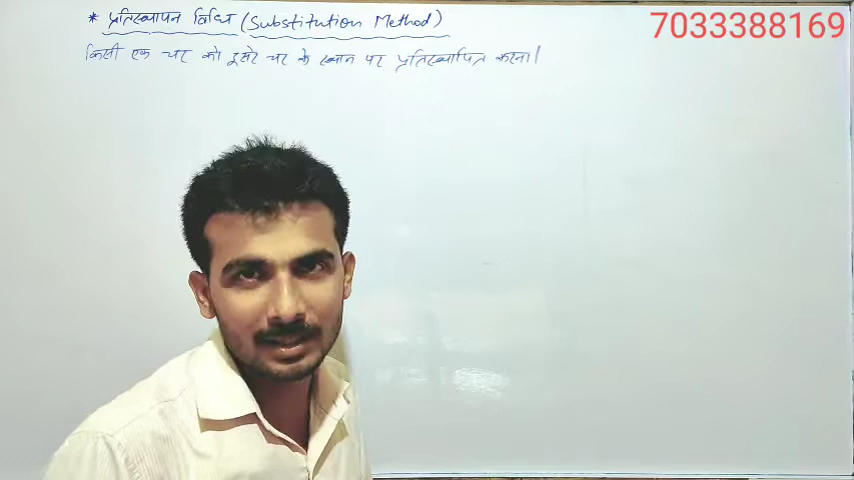 * प्रतिस्थापन विधि (Substitution Method)
7033388169
किसी एक चर को दूसरे चर के स्थान पर प्रतिस्थापित करना।